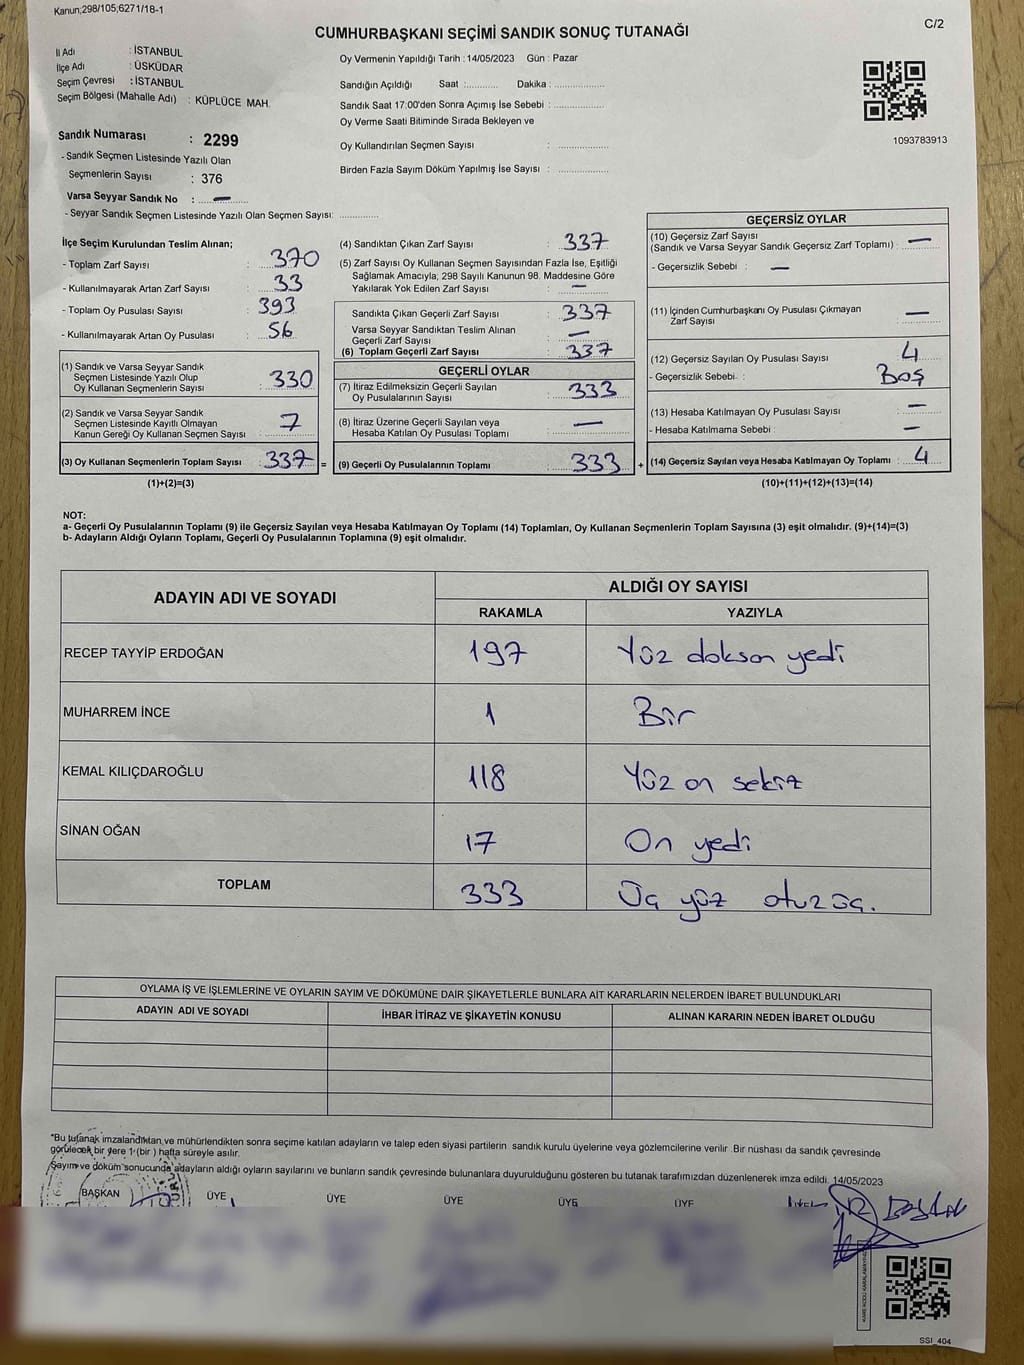 Kanun;298/105,6271/18-1
C/2
CUMHURBAŞKANI SEÇİMİ SANDIK SONUÇ TUTANAĞI
İl Adı : İSTANBUL
İlçe Adı : ÜSKÜDAR
Seçim Çevresi : İSTANBUL
Seçim Bölgesi (Mahalle Adı) : KÜPLÜCE MAH.
Sandık Numarası : 2299
- Sandık Seçmen Listesinde Yazılı Olan
Seçmenlerin Sayısı : 376
Varsa Seyyar Sandık No : —
- Seyyar Sandık Seçmen Listesinde Yazılı Olan Seçmen Sayısı: ..............
Oy Vermenin Yapıldığı Tarih : 14/05/2023 Gün : Pazar
Sandığın Açıldığı Saat :............ Dakika :..................
Sandık Saat 17:00'den Sonra Açımış İse Sebebi : ..................
Oy Verme Saati Bitiminde Sırada Bekleyen ve
Oy Kullandırılan Seçmen Sayısı : ..................
Birden Fazla Sayım Döküm Yapılmış İse Sayısı : ..................
1093783913
İlçe Seçim Kurulundan Teslim Alınan;
- Toplam Zarf Sayısı : 370
- Kullanılmayarak Artan Zarf Sayısı : 33
- Toplam Oy Pusulası Sayısı : 393
- Kullanılmayarak Artan Oy Pusulası : 56
(1) Sandık ve Varsa Seyyar Sandık
Seçmen Listesinde Yazılı Olup
Oy Kullanan Seçmenlerin Sayısı : 330
(2) Sandık ve Varsa Seyyar Sandık
Seçmen Listesinde Kayıtlı Olmayan
Kanun Gereği Oy Kullanan Seçmen Sayısı : 7
(3) Oy Kullanan Seçmenlerin Toplam Sayısı : 337 =
(1)+(2)=(3)
(4) Sandıktan Çıkan Zarf Sayısı : 337
(5) Zarf Sayısı Oy Kullanan Seçmen Sayısından Fazla İse, Eşitliği
Sağlamak Amacıyla, 298 Sayılı Kanunun 98. Maddesine Göre
Yakılarak Yok Edilen Zarf Sayısı : —
Sandıkta Çıkan Geçerli Zarf Sayısı : 337
Varsa Seyyar Sandıktan Teslim Alınan
Geçerli Zarf Sayısı : —
(6) Toplam Geçerli Zarf Sayısı : 337
GEÇERLİ OYLAR
(7) İtiraz Edilmeksizin Geçerli Sayılan
Oy Pusulalarının Sayısı : 333
(8) İtiraz Üzerine Geçerli Sayılan veya
Hesaba Katılan Oy Pusulası Toplamı : —
(9) Geçerli Oy Pusulalarının Toplamı : 333 +
GEÇERSİZ OYLAR
(10) Geçersiz Zarf Sayısı
(Sandık ve Varsa Seyyar Sandık Geçersiz Zarf Toplamı) : —
- Geçersizlik Sebebi : —
(11) İçinden Cumhurbaşkanı Oy Pusulası Çıkmayan
Zarf Sayısı : —
(12) Geçersiz Sayılan Oy Pusulası Sayısı : 4
- Geçersizlik Sebebi : Boş
(13) Hesaba Katılmayan Oy Pusulası Sayısı : —
- Hesaba Katılmama Sebebi : —
(14) Geçersiz Sayılan veya Hesaba Katılmayan Oy Toplamı : 4
(10)+(11)+(12)+(13)=(14)
NOT:
a- Geçerli Oy Pusulalarının Toplamı (9) ile Geçersiz Sayılan veya Hesaba Katılmayan Oy Toplamı (14) Toplamları, Oy Kullanan Seçmenlerin Toplam Sayısına (3) eşit olmalıdır. (9)+(14)=(3)
b- Adayların Aldığı Oyların Toplamı, Geçerli Oy Pusulalarının Toplamına (9) eşit olmalıdır.
ADAYIN ADI VE SOYADI
ALDIĞI OY SAYISI
RAKAMLA YAZIYLA
RECEP TAYYİP ERDOĞAN 197 Yüz dokson yedi
MUHARREM İNCE 1 Bir
KEMAL KILIÇDAROĞLU 118 Yüz on sekiz
SİNAN OĞAN 17 On yedi
TOPLAM 333 Üç yüz otuz üç.
OYLAMA İŞ VE İŞLEMLERİNE VE OYLARIN SAYIM VE DÖKÜMÜNE DAİR ŞİKAYETLERLE BUNLARA AİT KARARLARIN NELERDEN İBARET BULUNDUKLARI
ADAYIN ADI VE SOYADI İHBAR İTİRAZ VE ŞİKAYETİN KONUSU ALINAN KARARIN NEDEN İBARET OLDUĞU
*Bu tutanak imzalandıktan ve mühürlendikten sonra seçime katılan adayların ve talep eden siyasi partilerin sandık kurulu üyelerine veya gözlemcilerine verilir. Bir nüshası da sandık çevresinde
görülecek bir yere 1 (bir) hafta süreyle asılır.
Sayım ve döküm sonucunda adayların aldığı oyların sayılarını ve bunların sandık çevresinde bulunanlara duyurulduğunu gösteren bu tutanak tarafımızdan düzenlenerek imza edildi. 14/05/2023
BAŞKAN ÜYE ÜYE ÜYE ÜYE ÜYE
SSI_404